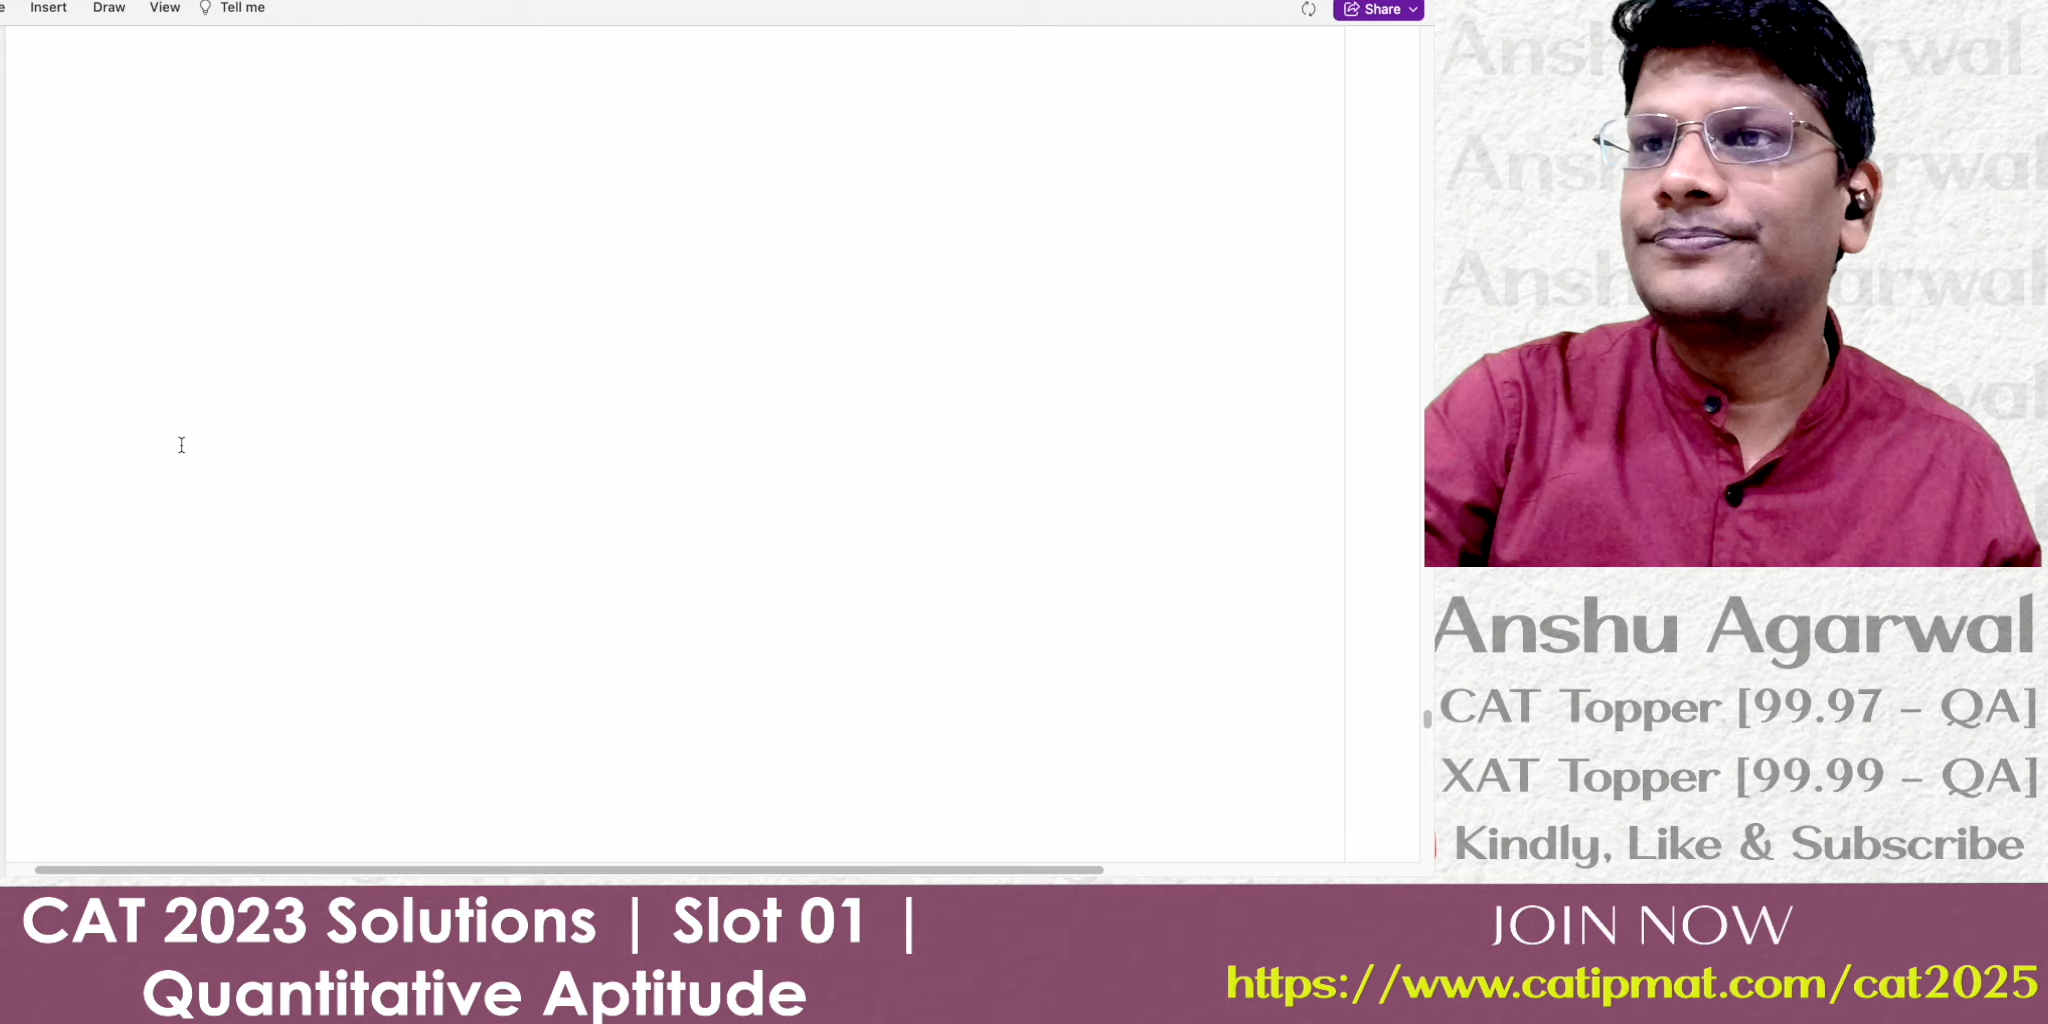 Insert Draw View Tell me Share
Anshu Agarwal
CAT Topper [99.97 – QA]
XAT Topper [99.99 – QA]
Kindly, Like & Subscribe
CAT 2023 Solutions | Slot 01 |
Quantitative Aptitude
JOIN NOW
https://www.catipmat.com/cat2025